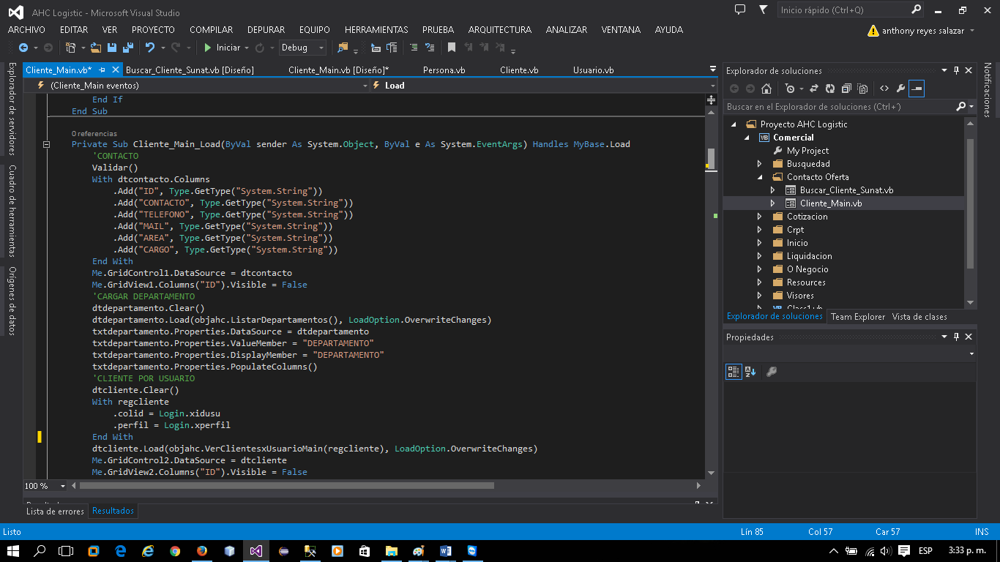 AHC Logistic - Microsoft Visual Studio
Inicio rápido (Ctrl+Q)
ARCHIVO EDITAR VER PROYECTO COMPILAR DEPURAR EQUIPO HERRAMIENTAS PRUEBA ARQUITECTURA ANALIZAR VENTANA AYUDA
anthony reyes salazar
Iniciar Debug
Cliente_Main.vb* Buscar_Cliente_Sunat.vb [Diseño] Cliente_Main.vb [Diseño]* Persona.vb Cliente.vb Usuario.vb
(Cliente_Main eventos) Load
Explorador de servidores
Cuadro de herramientas
Orígenes de datos
End If
End Sub
0 referencias
Private Sub Cliente_Main_Load(ByVal sender As System.Object, ByVal e As System.EventArgs) Handles MyBase.Load
'CONTACTO
Validar()
With dtcontacto.Columns
.Add("ID", Type.GetType("System.String"))
.Add("CONTACTO", Type.GetType("System.String"))
.Add("TELEFONO", Type.GetType("System.String"))
.Add("MAIL", Type.GetType("System.String"))
.Add("AREA", Type.GetType("System.String"))
.Add("CARGO", Type.GetType("System.String"))
End With
Me.GridControl1.DataSource = dtcontacto
Me.GridView1.Columns("ID").Visible = False
'CARGAR DEPARTAMENTO
dtdepartamento.Clear()
dtdepartamento.Load(objahc.ListarDepartamentos(), LoadOption.OverwriteChanges)
txtdepartamento.Properties.DataSource = dtdepartamento
txtdepartamento.Properties.ValueMember = "DEPARTAMENTO"
txtdepartamento.Properties.DisplayMember = "DEPARTAMENTO"
txtdepartamento.Properties.PopulateColumns()
'CLIENTE POR USUARIO
dtcliente.Clear()
With regcliente
.colid = Login.xidusu
.perfil = Login.xperfil
End With
dtcliente.Load(objahc.VerClientesxUsuarioMain(regcliente), LoadOption.OverwriteChanges)
Me.GridControl2.DataSource = dtcliente
Me.GridView2.Columns("ID").Visible = False
100 %
Lista de errores Resultados
Explorador de soluciones
Buscar en el Explorador de soluciones (Ctrl+´)
Proyecto AHC Logistic
VB Comercial
My Project
Busquedad
Contacto Oferta
Buscar_Cliente_Sunat.vb
Cliente_Main.vb
Cotizacion
Crpt
Inicio
Liquidacion
O Negocio
Resources
Visores
Class1.vb
Explorador de soluciones Team Explorer Vista de clases
Propiedades
Notificaciones
Listo Lín 85 Col 57 Car 57 INS
ESP 3:33 p. m.